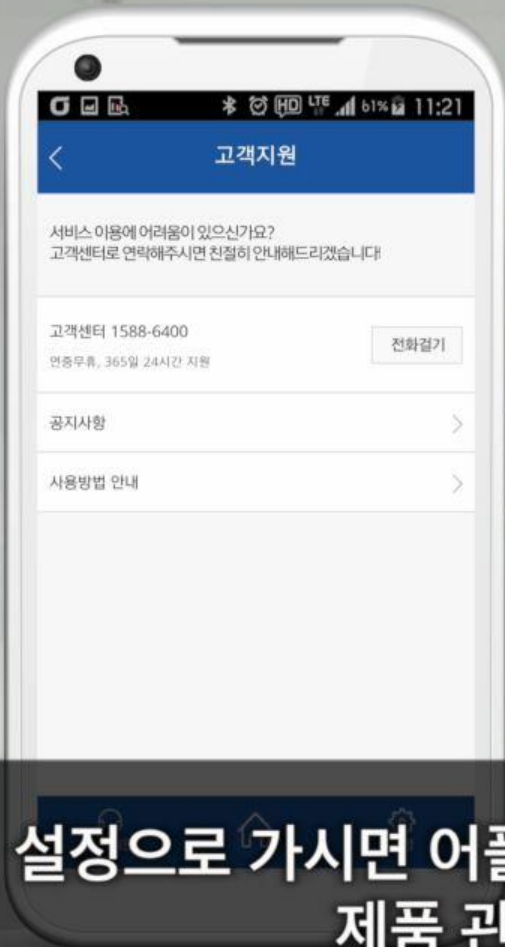 HD LTE 61% 11:21
고객지원
서비스 이용에 어려움이 있으신가요?
고객센터로 연락해주시면 친절히 안내해드리겠습니다!
고객센터 1588-6400
전화걸기
연중무휴, 365일 24시간 지원
공지사항
사용방법 안내
설정으로 가시면
제품